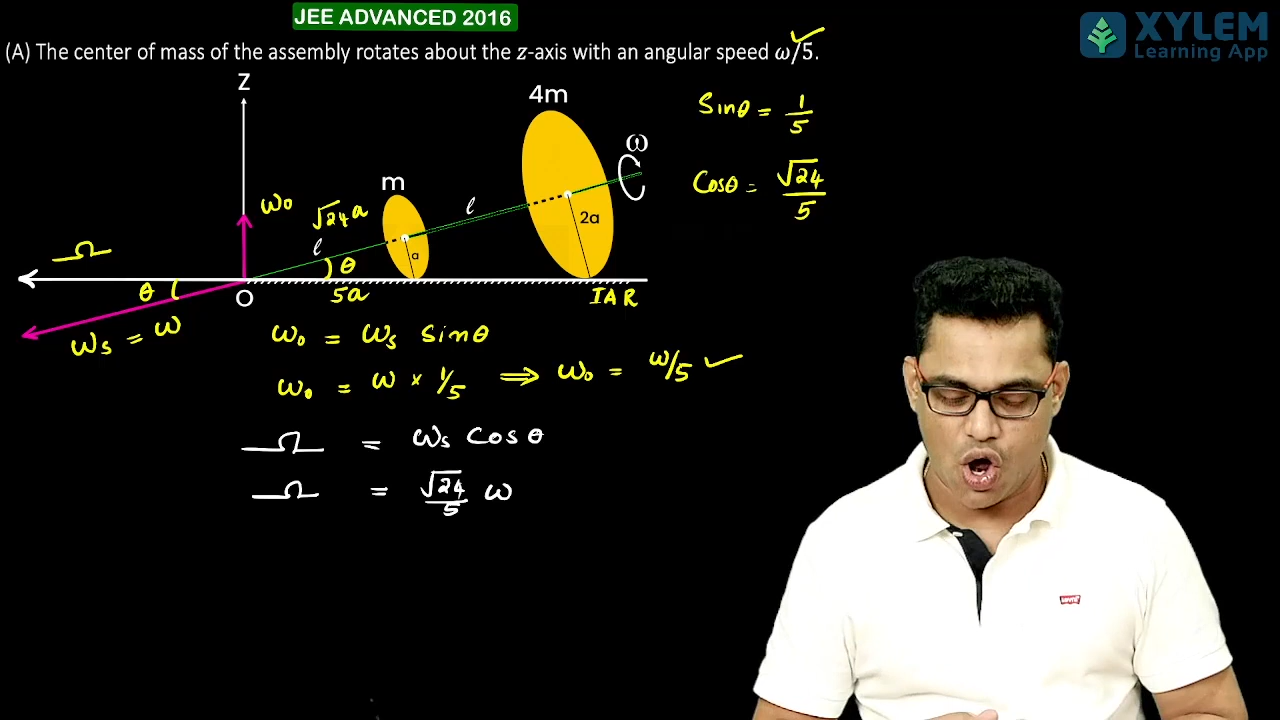 JEE ADVANCED 2016
XYLEM
Learning App
(A) The center of mass of the assembly rotates about the z-axis with an angular speed ω/5.
Z
4m
ω
m
ω₀
√24 a
l
l
2a
a
θ
Ω
θ
O
5a
IAR
ωs = ω
Sinθ = 1/5
Cosθ = √24/5
ω₀ = ωs Sinθ
ω₀ = ω × 1/5 ⟹ ω₀ = ω/5 ✓
Ω = ωs Cosθ
Ω = √24/5 ω